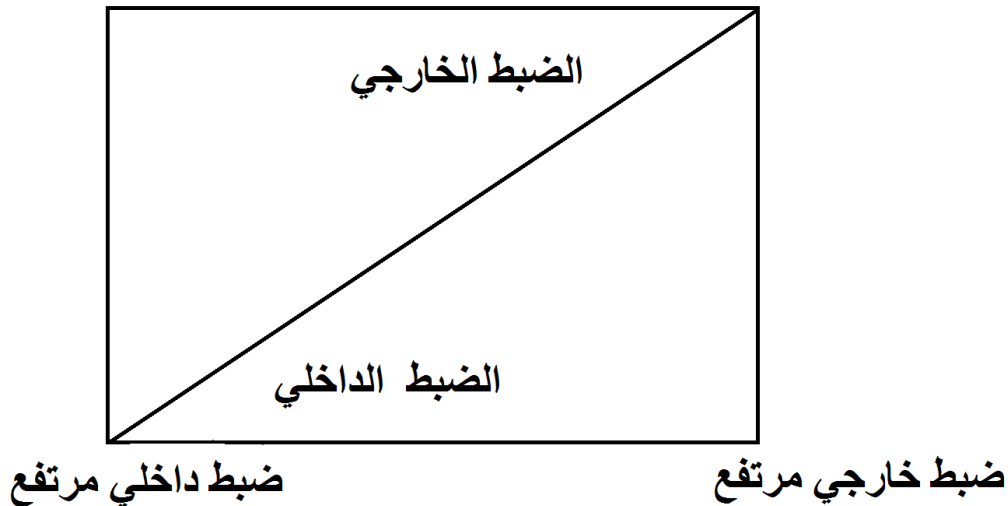 الضبط الخارجي
الضبط الداخلي
ضبط خارجي مرتفع
ضبط داخلي مرتفع